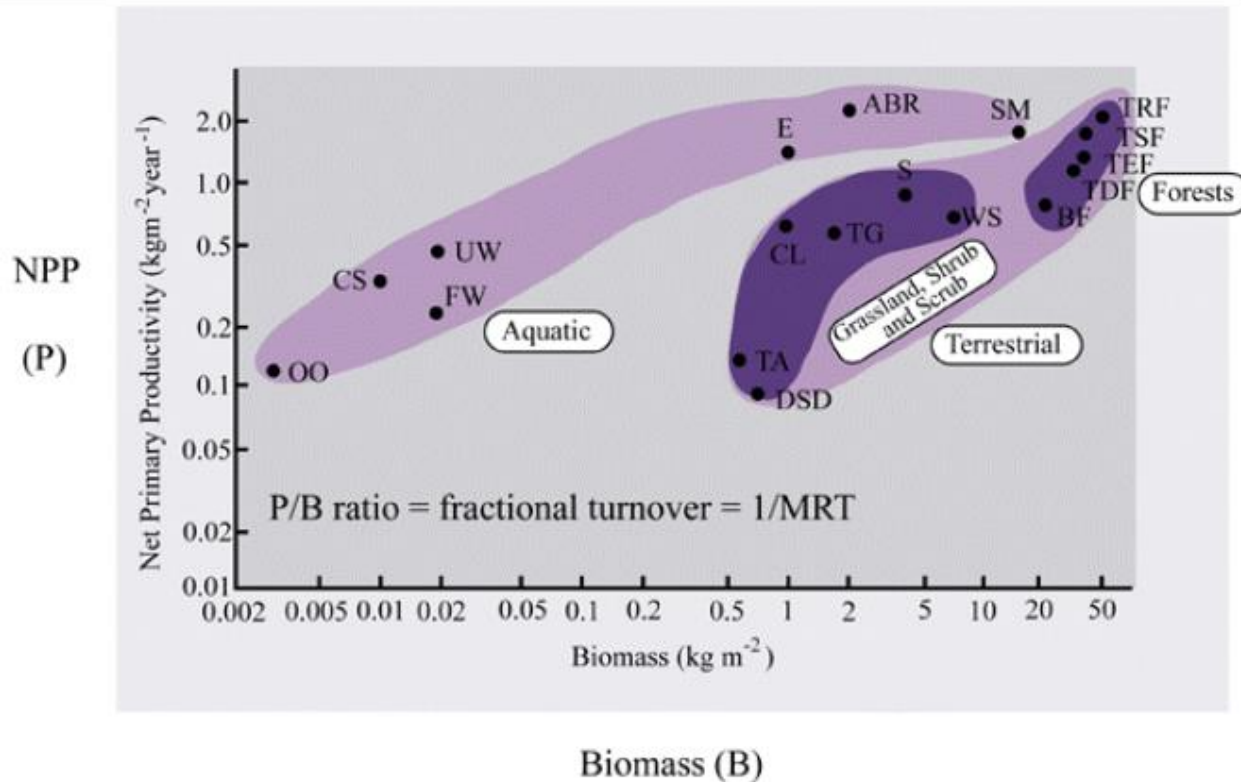 NPP
(P)
Net Primary Productivity (kgm⁻²year⁻¹)
2.0
1.0
0.5
0.2
0.1
0.05
0.02
0.01
ABR
SM
TRF
E
TSF
TEF
S
TDF
Forests
BF
WS
UW
CL
TG
CS
FW
Grassland, Shrub
and Scrub
Aquatic
Terrestrial
OO
TA
DSD
P/B ratio = fractional turnover = 1/MRT
0.002 0.005 0.01 0.02 0.05 0.1 0.2 0.5 1 2 5 10 20 50
Biomass (kg m⁻²)
Biomass (B)